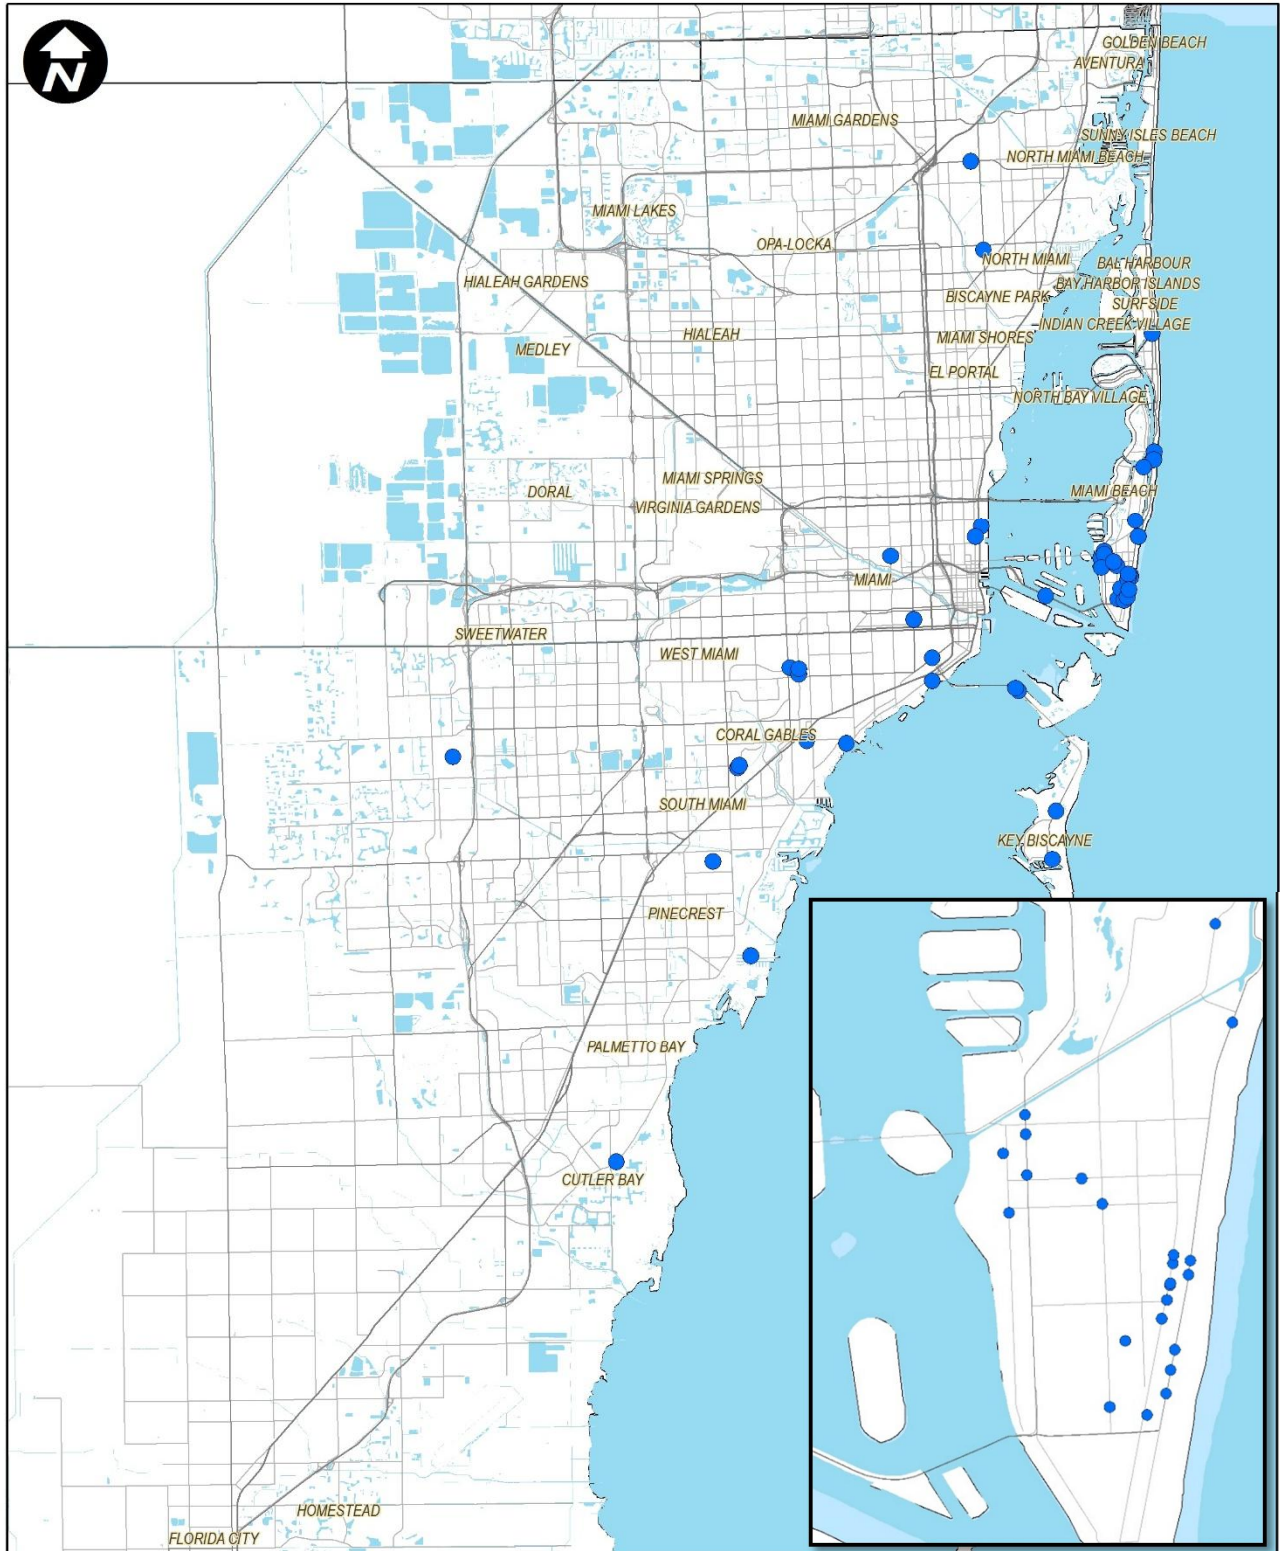 N
GOLDEN BEACH
AVENTURA
MIAMI GARDENS
SUNNY ISLES BEACH
NORTH MIAMI BEACH
MIAMI LAKES
OPA-LOCKA
NORTH MIAMI
BAL HARBOUR
HIALEAH GARDENS
BAY HARBOR ISLANDS
BISCAYNE PARK
SURFSIDE
INDIAN CREEK VILLAGE
HIALEAH
MIAMI SHORES
MEDLEY
EL PORTAL
NORTH BAY VILLAGE
MIAMI SPRINGS
DORAL
MIAMI BEACH
VIRGINIA GARDENS
MIAMI
SWEETWATER
WEST MIAMI
CORAL GABLES
SOUTH MIAMI
KEY BISCAYNE
PINECREST
PALMETTO BAY
CUTLER BAY
HOMESTEAD
FLORIDA CITY